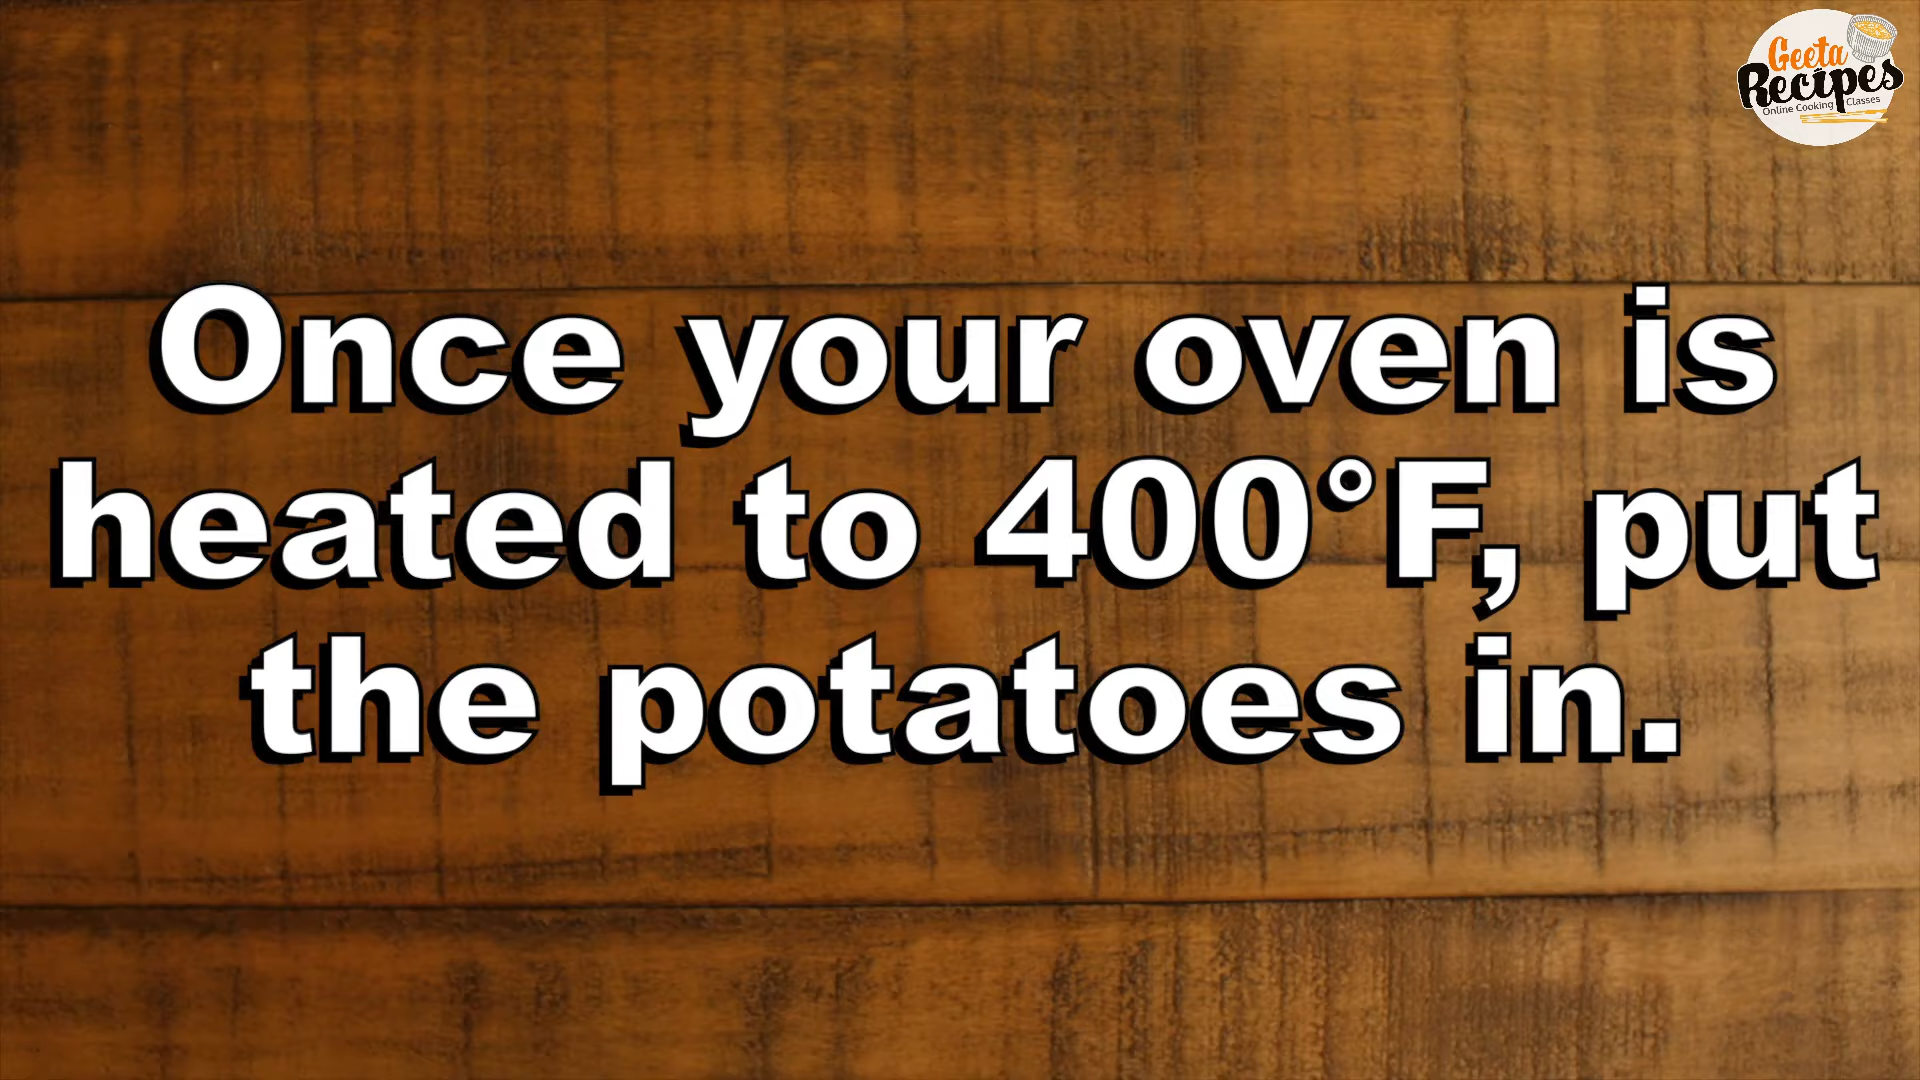 Geeta
Recipes
Online Cooking Classes
Once your oven is
heated to 400°F, put
the potatoes in.